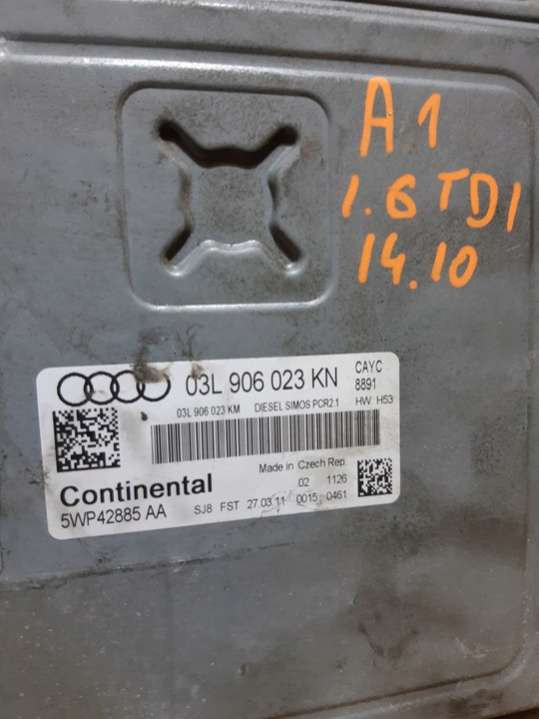 A1
1.6 TDI
14.10
03L 906 023 KN
CAYC
8891
03L 906 023 KM DIESEL SIMOS PCR2.1 HW H53
Made in Czech Rep.
Continental
.02 1126
5WP42885 AA SJ8 FST 27.03.11 0015 0461